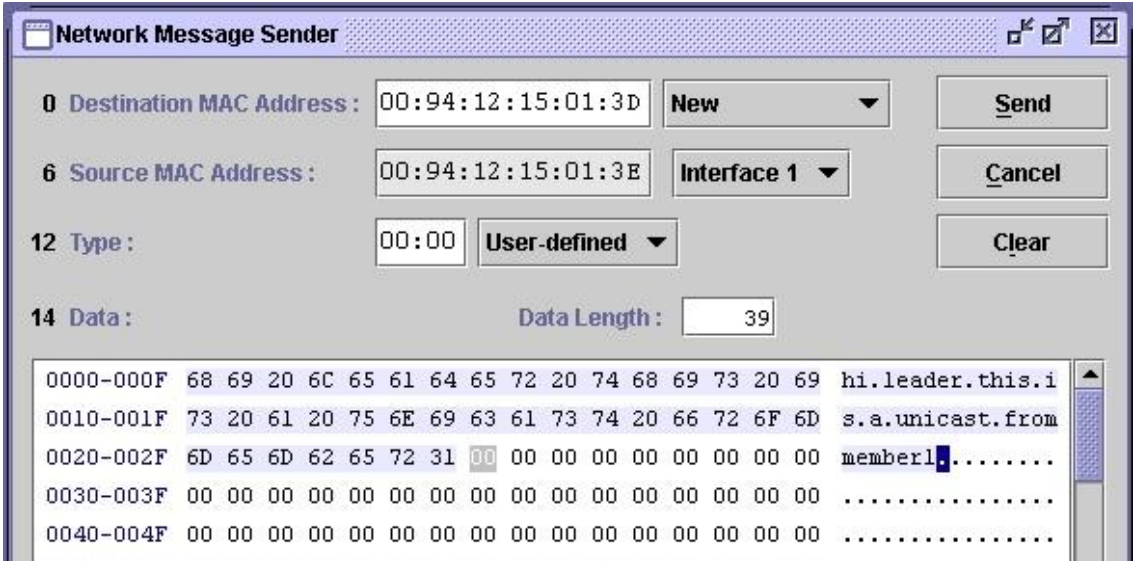 Network Message Sender
0 Destination MAC Address : 00:94:12:15:01:3D New Send
6 Source MAC Address : 00:94:12:15:01:3E Interface 1 Cancel
12 Type : 00:00 User-defined Clear
14 Data : Data Length : 39
0000-000F 68 69 20 6C 65 61 64 65 72 20 74 68 69 73 20 69 hi.leader.this.i
0010-001F 73 20 61 20 75 6E 69 63 61 73 74 20 66 72 6F 6D s.a.unicast.from
0020-002F 6D 65 6D 62 65 72 31 00 00 00 00 00 00 00 00 00 member1.........
0030-003F 00 00 00 00 00 00 00 00 00 00 00 00 00 00 00 00 ................
0040-004F 00 00 00 00 00 00 00 00 00 00 00 00 00 00 00 00 ................